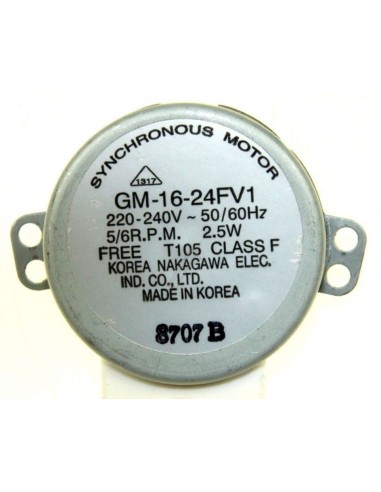 SYNCHRONOUS MOTOR
1317
GM-16-24FV1
220-240V~50/60Hz
5/6R.P.M. 2.5W
FREE T105 CLASS F
KOREA NAKAGAWA ELEC.
IND. CO., LTD.
MADE IN KOREA
8707 B